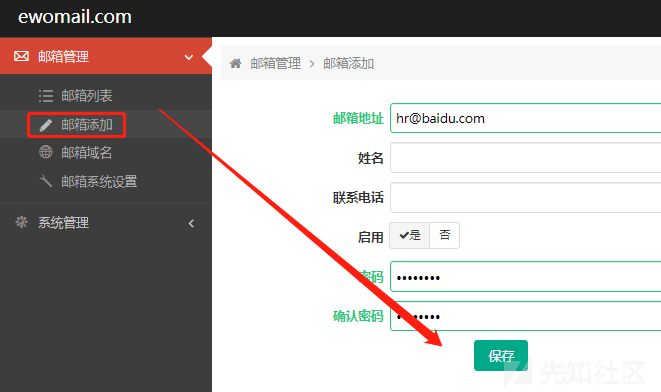 ewomail.com
邮箱管理
邮箱列表
邮箱添加
邮箱域名
邮箱系统设置
系统管理
邮箱管理 > 邮箱添加
邮箱地址 hr@baidu.com
姓名
联系电话
启用 是 否
密码 ••••••••
确认密码 ••••••••
保存
先知社区